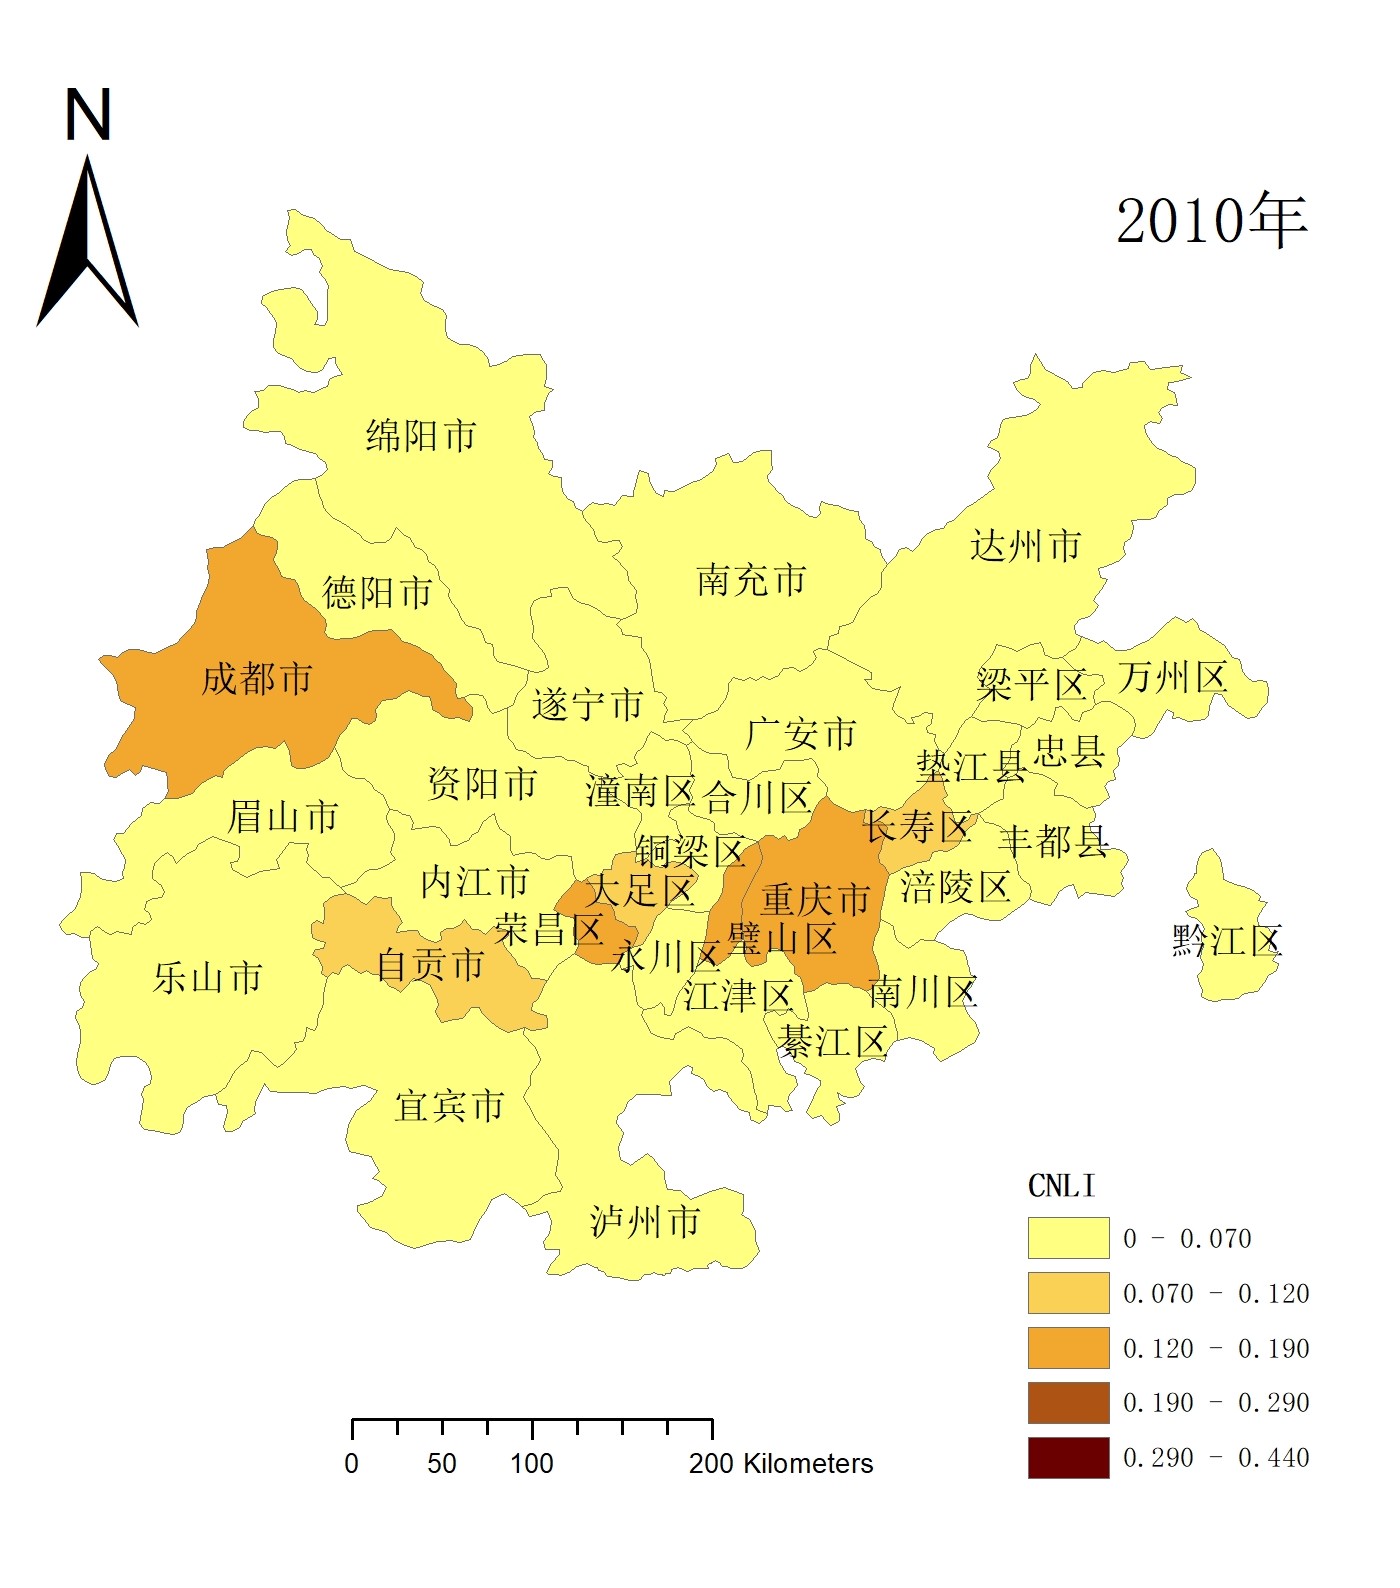 N
2010年
绵阳市
达州市
南充市
德阳市
成都市
梁平区
万州区
遂宁市
广安市
忠县
垫江县
资阳市
潼南区
合川区
眉山市
长寿区
丰都县
铜梁区
内江市
大足区
重庆市
涪陵区
荣昌区
璧山区
黔江区
永川区
自贡市
乐山市
江津区
南川区
綦江区
宜宾市
泸州市
CNLI
0 - 0.070
0.070 - 0.120
0.120 - 0.190
0.190 - 0.290
0.290 - 0.440
0 50 100 200 Kilometers